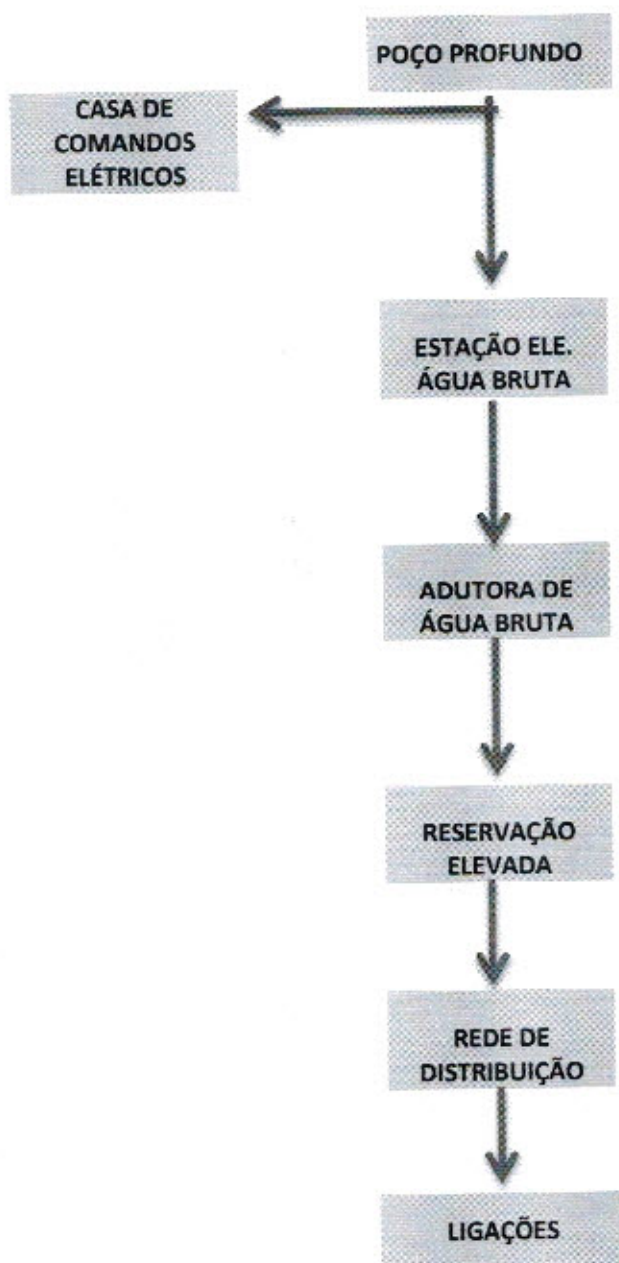 POÇO PROFUNDO
CASA DE
COMANDOS
ELÉTRICOS
ESTAÇÃO ELE.
ÁGUA BRUTA
ADUTORA DE
ÁGUA BRUTA
RESERVAÇÃO
ELEVADA
REDE DE
DISTRIBUIÇÃO
LIGAÇÕES